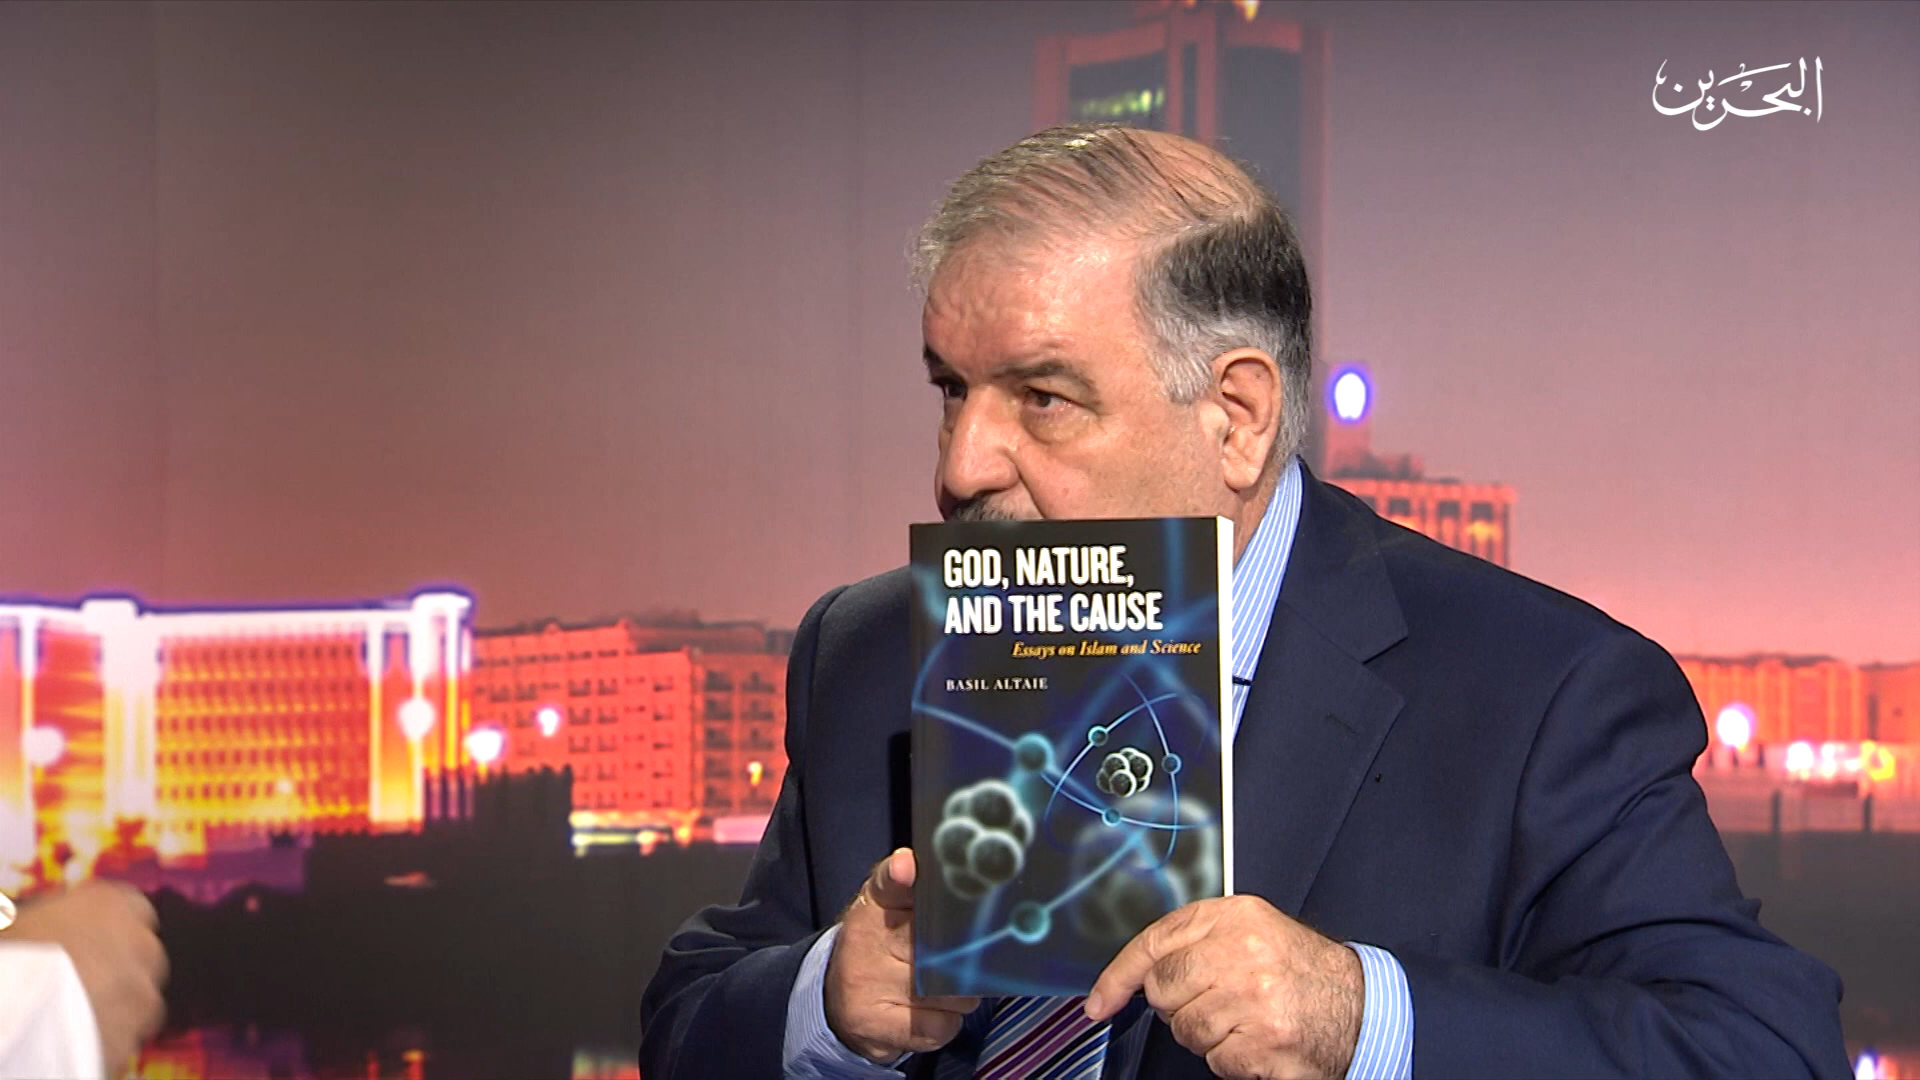 البحرين
GOD, NATURE,
AND THE CAUSE
Essays on Islam and Science
BASIL ALTAIE